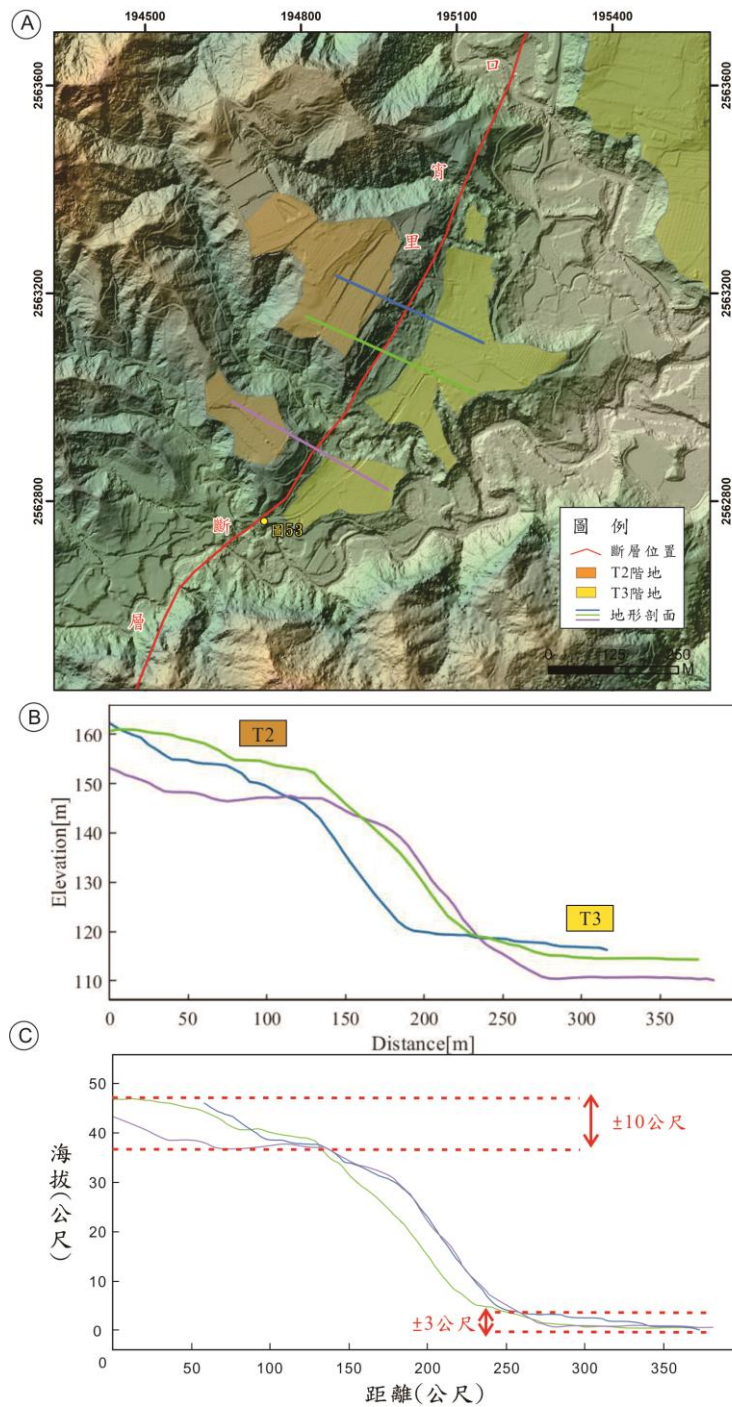 A
194500 194800 195100 195400
2563600
2563600
口
宵
里
2563200
2563200
2562800
2562800
斷
圖53
層
圖 例
斷層位置
T2階地
T3階地
地形剖面
0 125 250
M
B
160
150
140
130
120
110
Elevation[m]
T2
T3
0 50 100 150 200 250 300 350
Distance[m]
C
50
40
30
20
10
0
海拔(公尺)
±10公尺
±3公尺
50 100 150 200 250 300 350
距離(公尺)